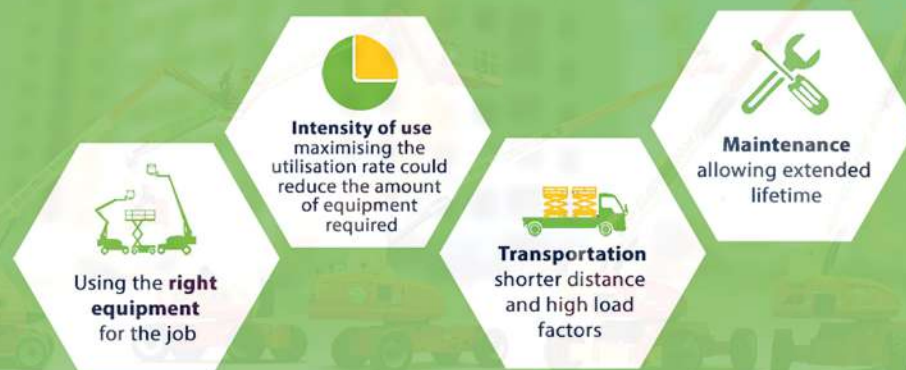 Using the right
equipment
for the job
Intensity of use
maximising the
utilisation rate could
reduce the amount
of equipment
required
Transportation
shorter distance
and high load
factors
Maintenance
allowing extended
lifetime